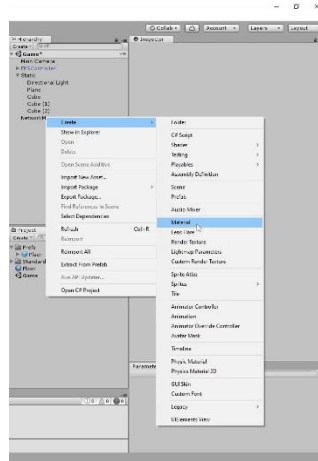 Collab
Account
Layers
Layout
Hierarchy
Inspector
Create
Game*
Main Camera
FPSController
Static
Directional Light
Plane
Cube
Cube (1)
Cube (2)
NetworkM
Create
Show in Explorer
Open
Delete
Open Scene Additive
Import New Asset...
Import Package
Export Package...
Find References In Scene
Select Dependencies
Refresh Ctrl+R
Reimport
Reimport All
Extract From Prefab
Run API Updater...
Open C# Project
Folder
C# Script
Shader
Testing
Playables
Assembly Definition
Scene
Prefab
Audio Mixer
Material
Lens Flare
Render Texture
Lightmap Parameters
Custom Render Texture
Sprite Atlas
Sprites
Tile
Animator Controller
Animation
Animator Override Controller
Avatar Mask
Timeline
Physic Material
Physics Material 2D
GUI Skin
Custom Font
Legacy
UIElements View
Project
Create
Prefs
Standard
Floor
Game
Paramete